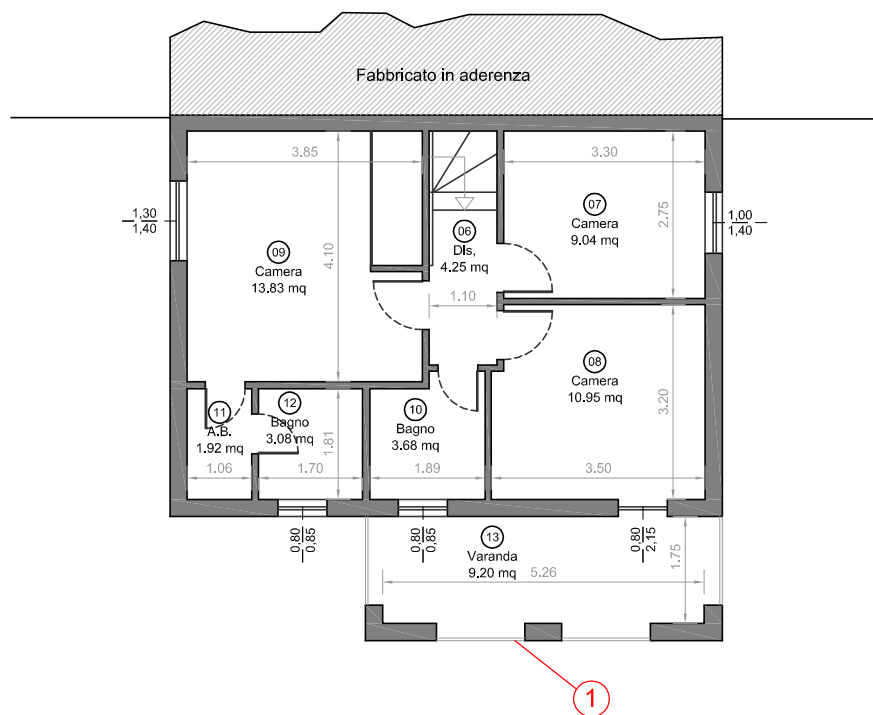 Fabbricato in aderenza
3.85
3.30
1,30
1,40
4.10
09
Camera
13.83 mq
06
DIs,
4.25 mq
1.10
07
Camera
9.04 mq
2.75
1,00
1,40
08
Camera
10.95 mq
3.20
3.50
11
A.B.
1.92 mq
1.06
12
Bagno
3.08 mq
1.81
1.70
10
Bagno
3.68 mq
1.89
0,80
0,85
0,80
0,85
0,80
2,15
13
Varanda
9.20 mq
5.26
1.75
1